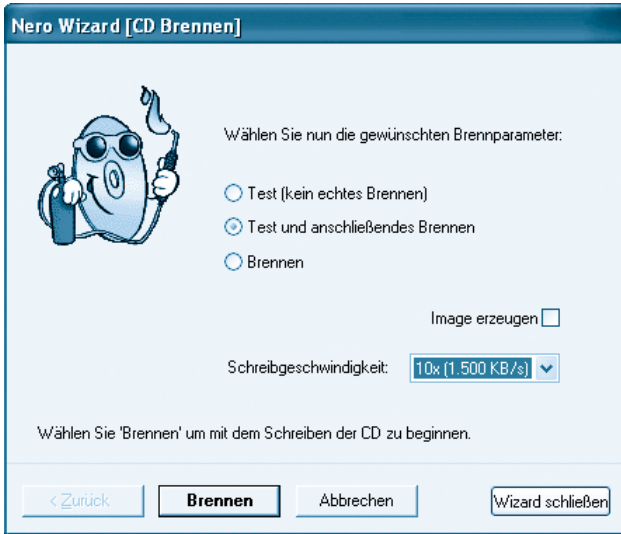 Nero Wizard [CD Brennen]
Wählen Sie nun die gewünschten Brennparameter:
Test (kein echtes Brennen)
Test und anschließendes Brennen
Brennen
Image erzeugen
Schreibgeschwindigkeit: 10x (1.500 KB/s)
Wählen Sie 'Brennen' um mit dem Schreiben der CD zu beginnen.
< Zurück Brennen Abbrechen Wizard schließen